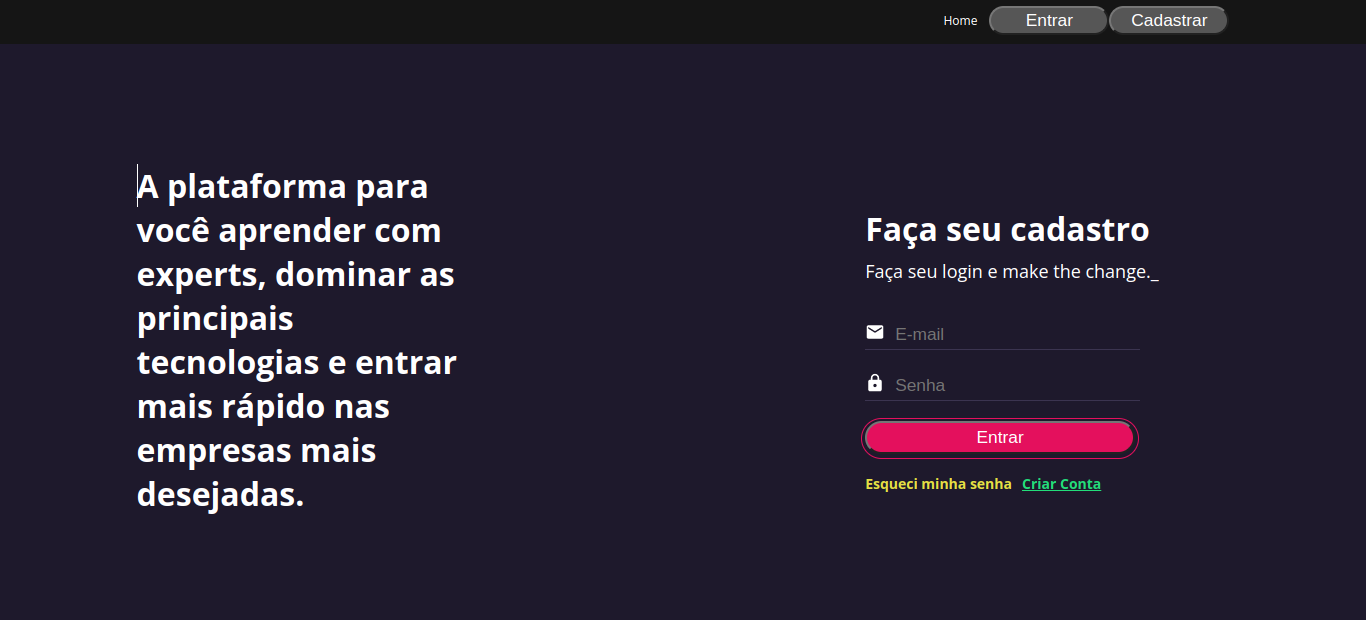 Home Entrar Cadastrar
A plataforma para
você aprender com
experts, dominar as
principais
tecnologias e entrar
mais rápido nas
empresas mais
desejadas.
Faça seu cadastro
Faça seu login e make the change._
E-mail
Senha
Entrar
Esqueci minha senha Criar Conta